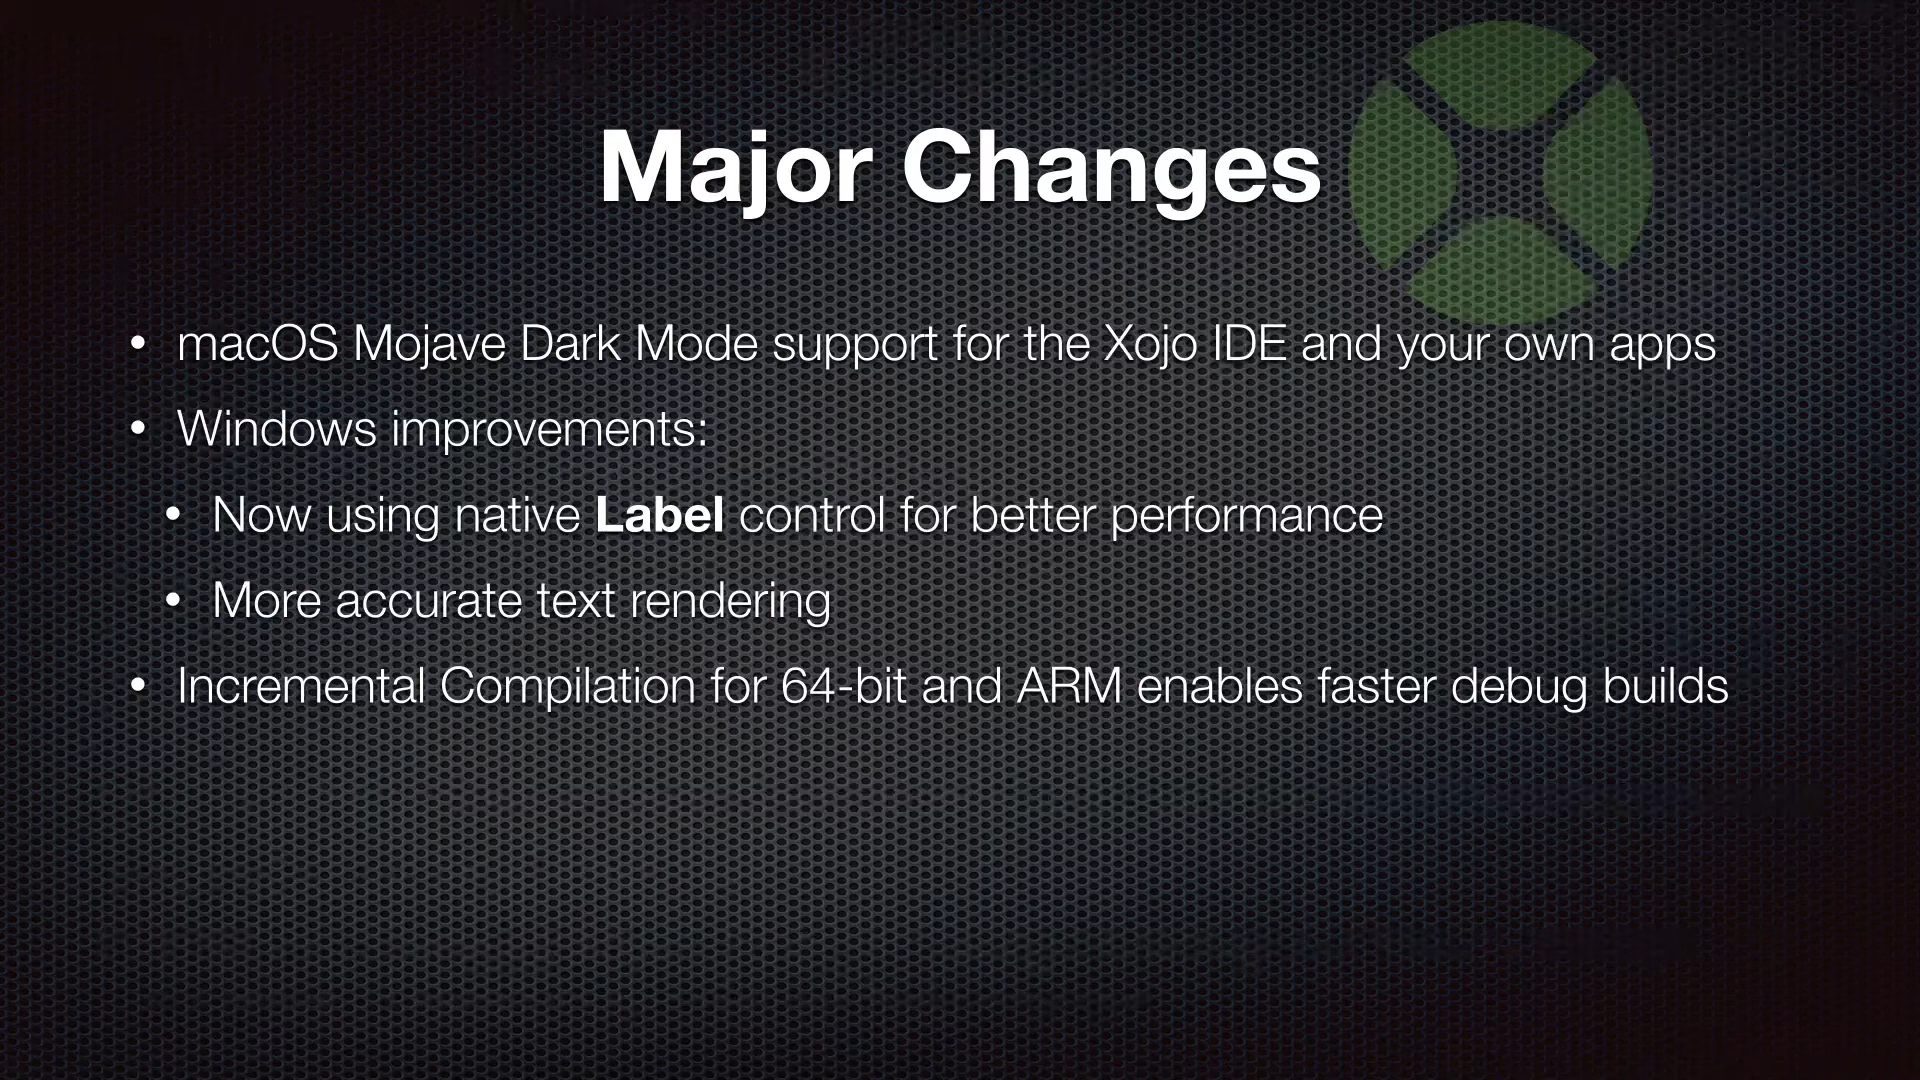 Major Changes
• macOS Mojave Dark Mode support for the Xojo IDE and your own apps
• Windows improvements:
• Now using native Label control for better performance
• More accurate text rendering
• Incremental Compilation for 64-bit and ARM enables faster debug builds